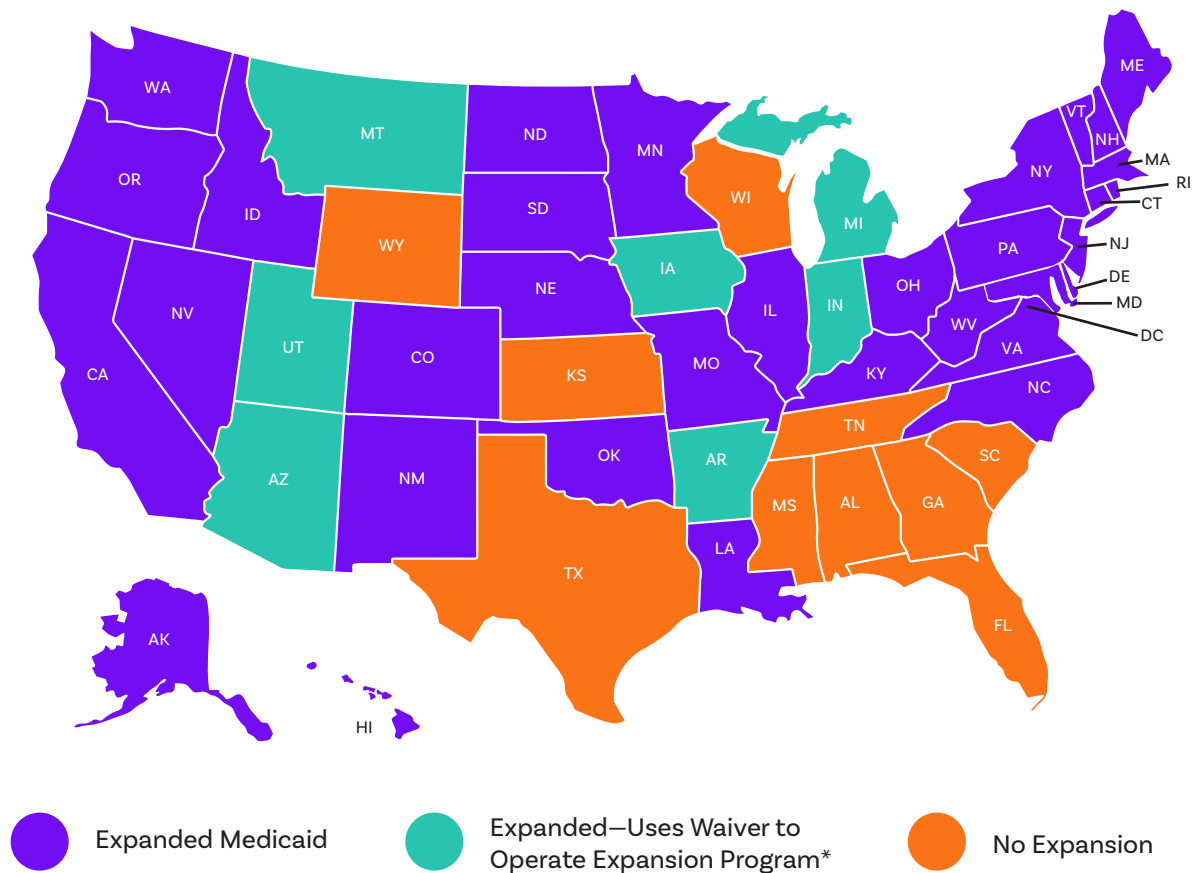 ME
WA
VT
MT
ND
NH
MN
MA
NY
OR
RI
CT
ID
SD
WI
MI
WY
NJ
PA
IA
DE
OH
NE
MD
IL
IN
NV
WV
DC
UT
VA
CO
MO
CA
KS
KY
NC
TN
OK
SC
AR
AZ
NM
MS
AL
GA
LA
TX
FL
AK
HI
Expanded Medicaid
Expanded—Uses Waiver to
Operate Expansion Program*
No Expansion